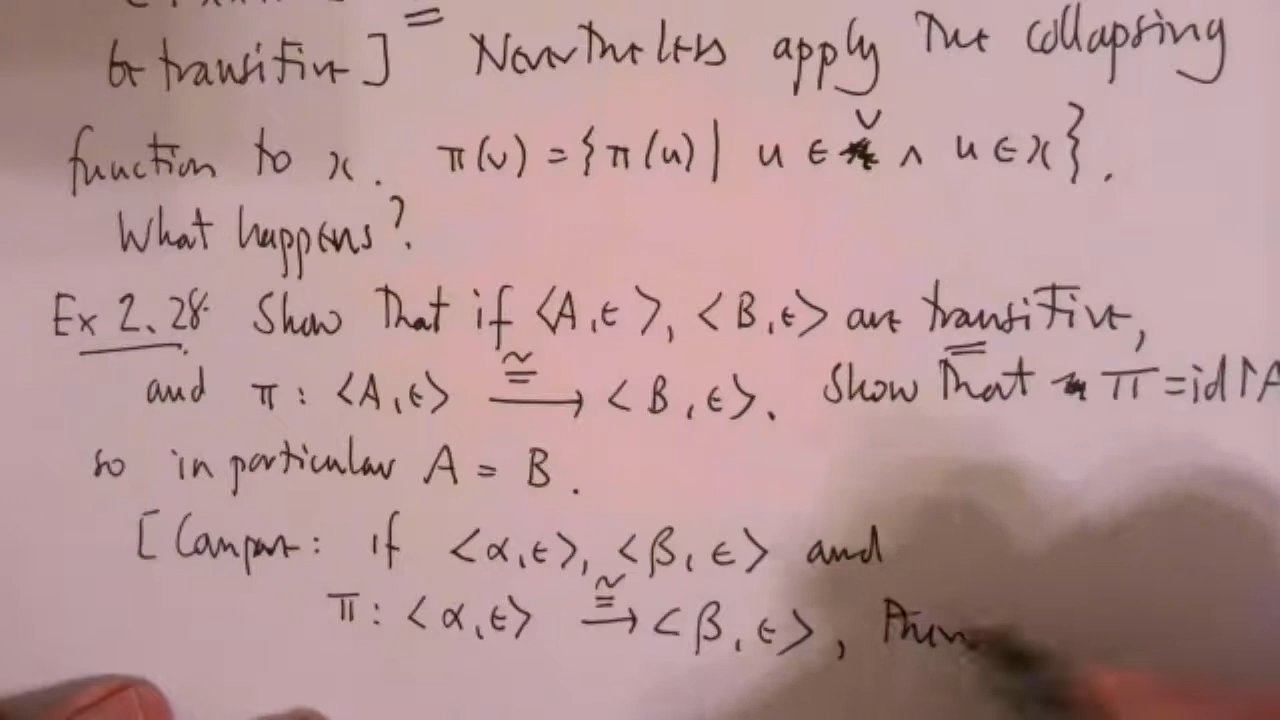 be transitive] Nevertheless apply the collapsing
function to x. π(v) = {π(u) | u ∈ v ∧ u ∈ x}.
What happens?
Ex 2.28 Show that if <A,∈>, <B,∈> are transitive,
and π: <A,∈> ≅→ <B,∈>. Show that π = id↾A
so in particular A = B.
[Compare: if <α,∈>, <β,∈> and
π: <α,∈> ≅→ <β,∈>, then